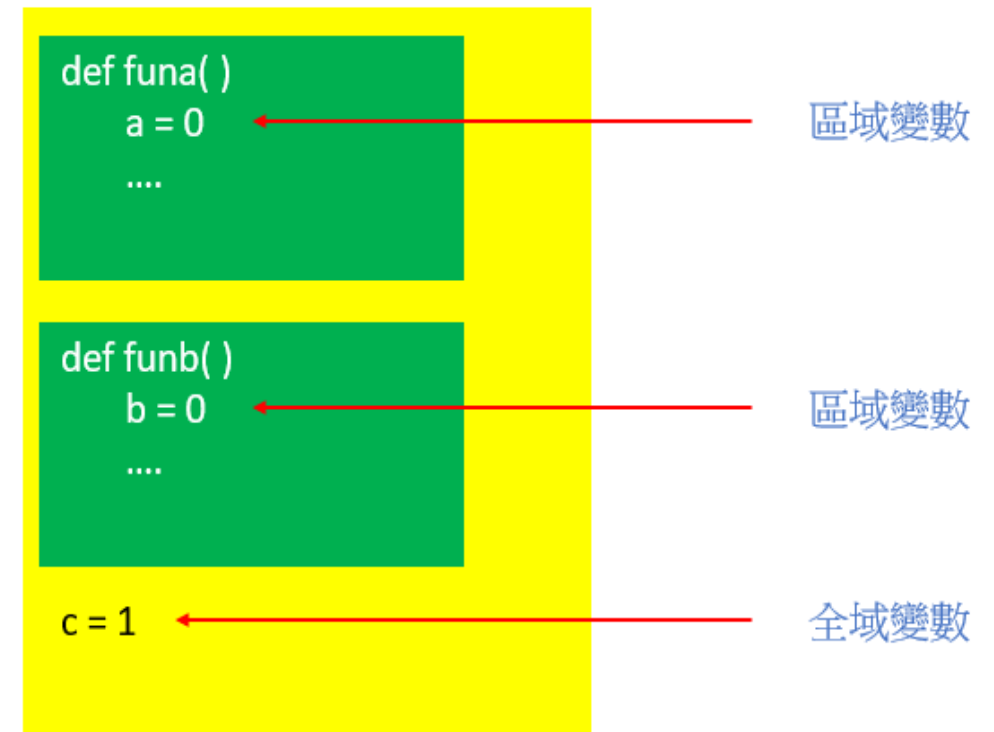 def funa( )
a = 0
區域變數
....
def funb( )
b = 0
區域變數
....
c = 1
全域變數